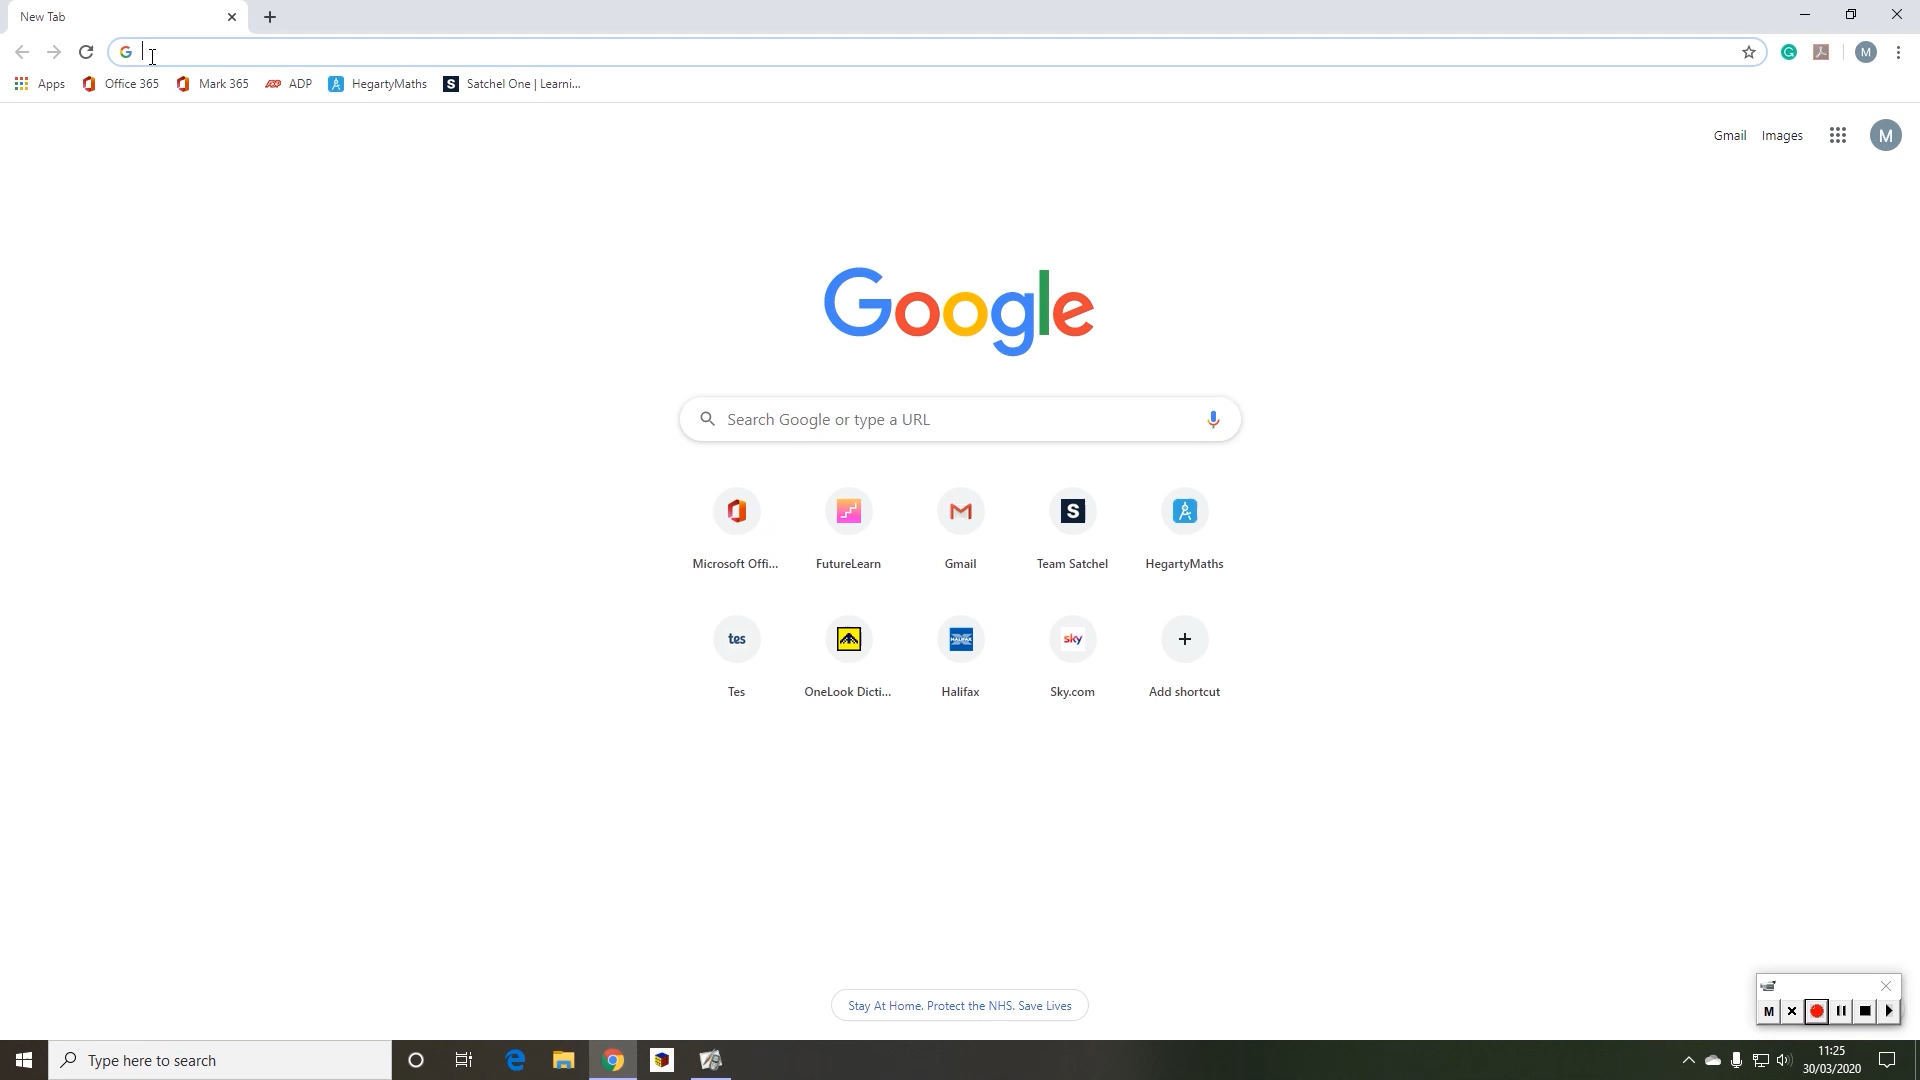 New Tab
Apps
Office 365
Mark 365
ADP
HegartyMaths
S Satchel One | Learni...
Gmail
Images
M
M
Google
Search Google or type a URL
S
Microsoft Offi...
FutureLearn
Gmail
Team Satchel
HegartyMaths
tes
HALIFAX
sky
Tes
OneLook Dicti...
Halifax
Sky.com
Add shortcut
Stay At Home. Protect the NHS. Save Lives
M
Type here to search
11:25
30/03/2020